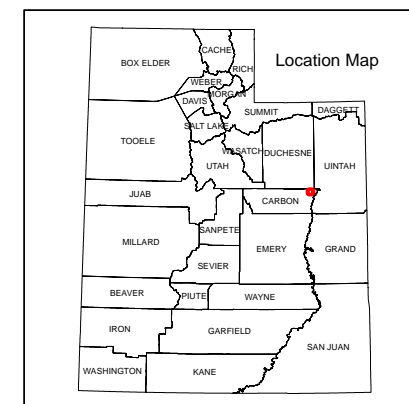 Location Map
BOX ELDER
CACHE
RICH
WEBER
MORGAN
DAVIS
SUMMIT
DAGGETT
SALT LAKE
TOOELE
WASATCH
DUCHESNE
UTAH
UINTAH
JUAB
CARBON
SANPETE
MILLARD
EMERY
GRAND
SEVIER
BEAVER
PIUTE
WAYNE
IRON
GARFIELD
SAN JUAN
WASHINGTON
KANE